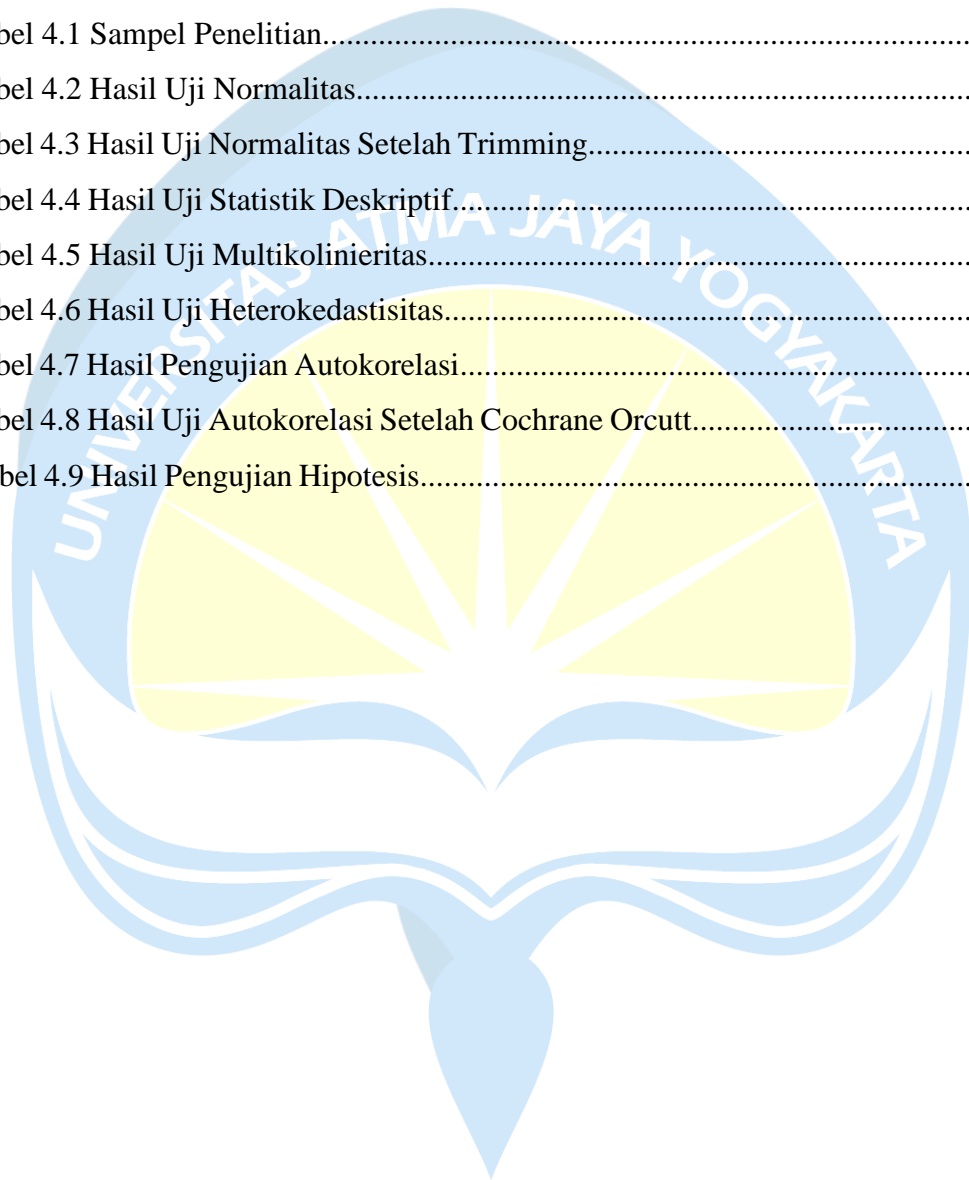 bel 4.1 Sampel Penelitian....................................................................................
bel 4.2 Hasil Uji Normalitas...............................................................................
bel 4.3 Hasil Uji Normalitas Setelah Trimming.................................................
bel 4.4 Hasil Uji Statistik Deskriptif...................................................................
bel 4.5 Hasil Uji Multikolinieritas.......................................................................
bel 4.6 Hasil Uji Heterokedastisitas....................................................................
bel 4.7 Hasil Pengujian Autokorelasi..................................................................
bel 4.8 Hasil Uji Autokorelasi Setelah Cochrane Orcutt.....................................
bel 4.9 Hasil Pengujian Hipotesis........................................................................
UNIVERSITAS ATMA JAYA YOGYAKARTA